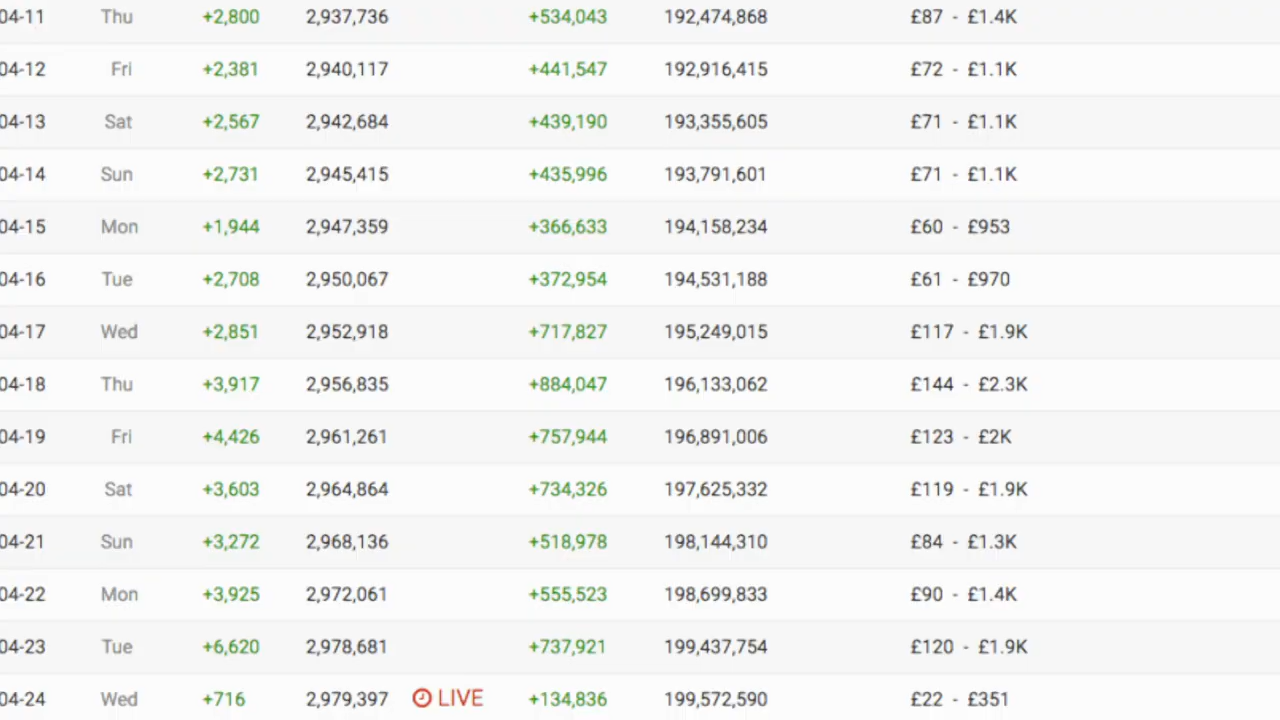 04-11 Thu +2,800 2,937,736 +534,043 192,474,868 £87 - £1.4K
04-12 Fri +2,381 2,940,117 +441,547 192,916,415 £72 - £1.1K
04-13 Sat +2,567 2,942,684 +439,190 193,355,605 £71 - £1.1K
04-14 Sun +2,731 2,945,415 +435,996 193,791,601 £71 - £1.1K
04-15 Mon +1,944 2,947,359 +366,633 194,158,234 £60 - £953
04-16 Tue +2,708 2,950,067 +372,954 194,531,188 £61 - £970
04-17 Wed +2,851 2,952,918 +717,827 195,249,015 £117 - £1.9K
04-18 Thu +3,917 2,956,835 +884,047 196,133,062 £144 - £2.3K
04-19 Fri +4,426 2,961,261 +757,944 196,891,006 £123 - £2K
04-20 Sat +3,603 2,964,864 +734,326 197,625,332 £119 - £1.9K
04-21 Sun +3,272 2,968,136 +518,978 198,144,310 £84 - £1.3K
04-22 Mon +3,925 2,972,061 +555,523 198,699,833 £90 - £1.4K
04-23 Tue +6,620 2,978,681 +737,921 199,437,754 £120 - £1.9K
04-24 Wed +716 2,979,397 LIVE +134,836 199,572,590 £22 - £351